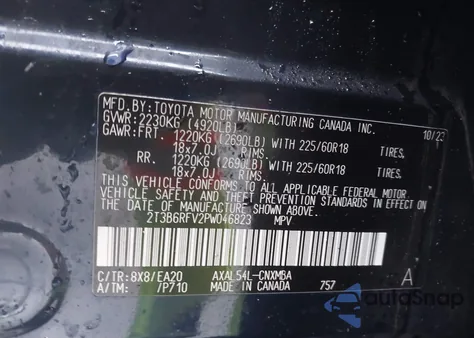 MFD. BY: TOYOTA MOTOR MANUFACTURING CANADA INC.
GVWR: 2230KG (4920LB) 10/23
GAWR: FRT. 1220KG (2690LB) WITH 225/60R18 TIRES.
18x7.0J RIMS.
RR. 1220KG (2690LB) WITH 225/60R18 TIRES.
18x7.0J RIMS.
THIS VEHICLE CONFORMS TO ALL APPLICABLE FEDERAL MOTOR
VEHICLE SAFETY AND THEFT PREVENTION STANDARDS IN EFFECT ON
THE DATE OF MANUFACTURE SHOWN ABOVE.
2T3B6RFV2PW046823 MPV
C/TR: 8X8/EA20 AXAL54L-CNXMBA A
A/TM: /P710 MADE IN CANADA 757
AutoSnap